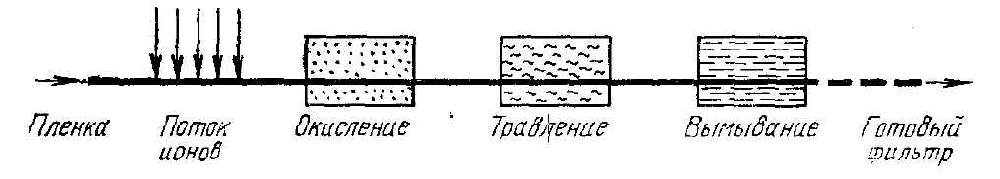 Пленка Поток Окисление Травление Вымывание Готовый
ионов фильтр